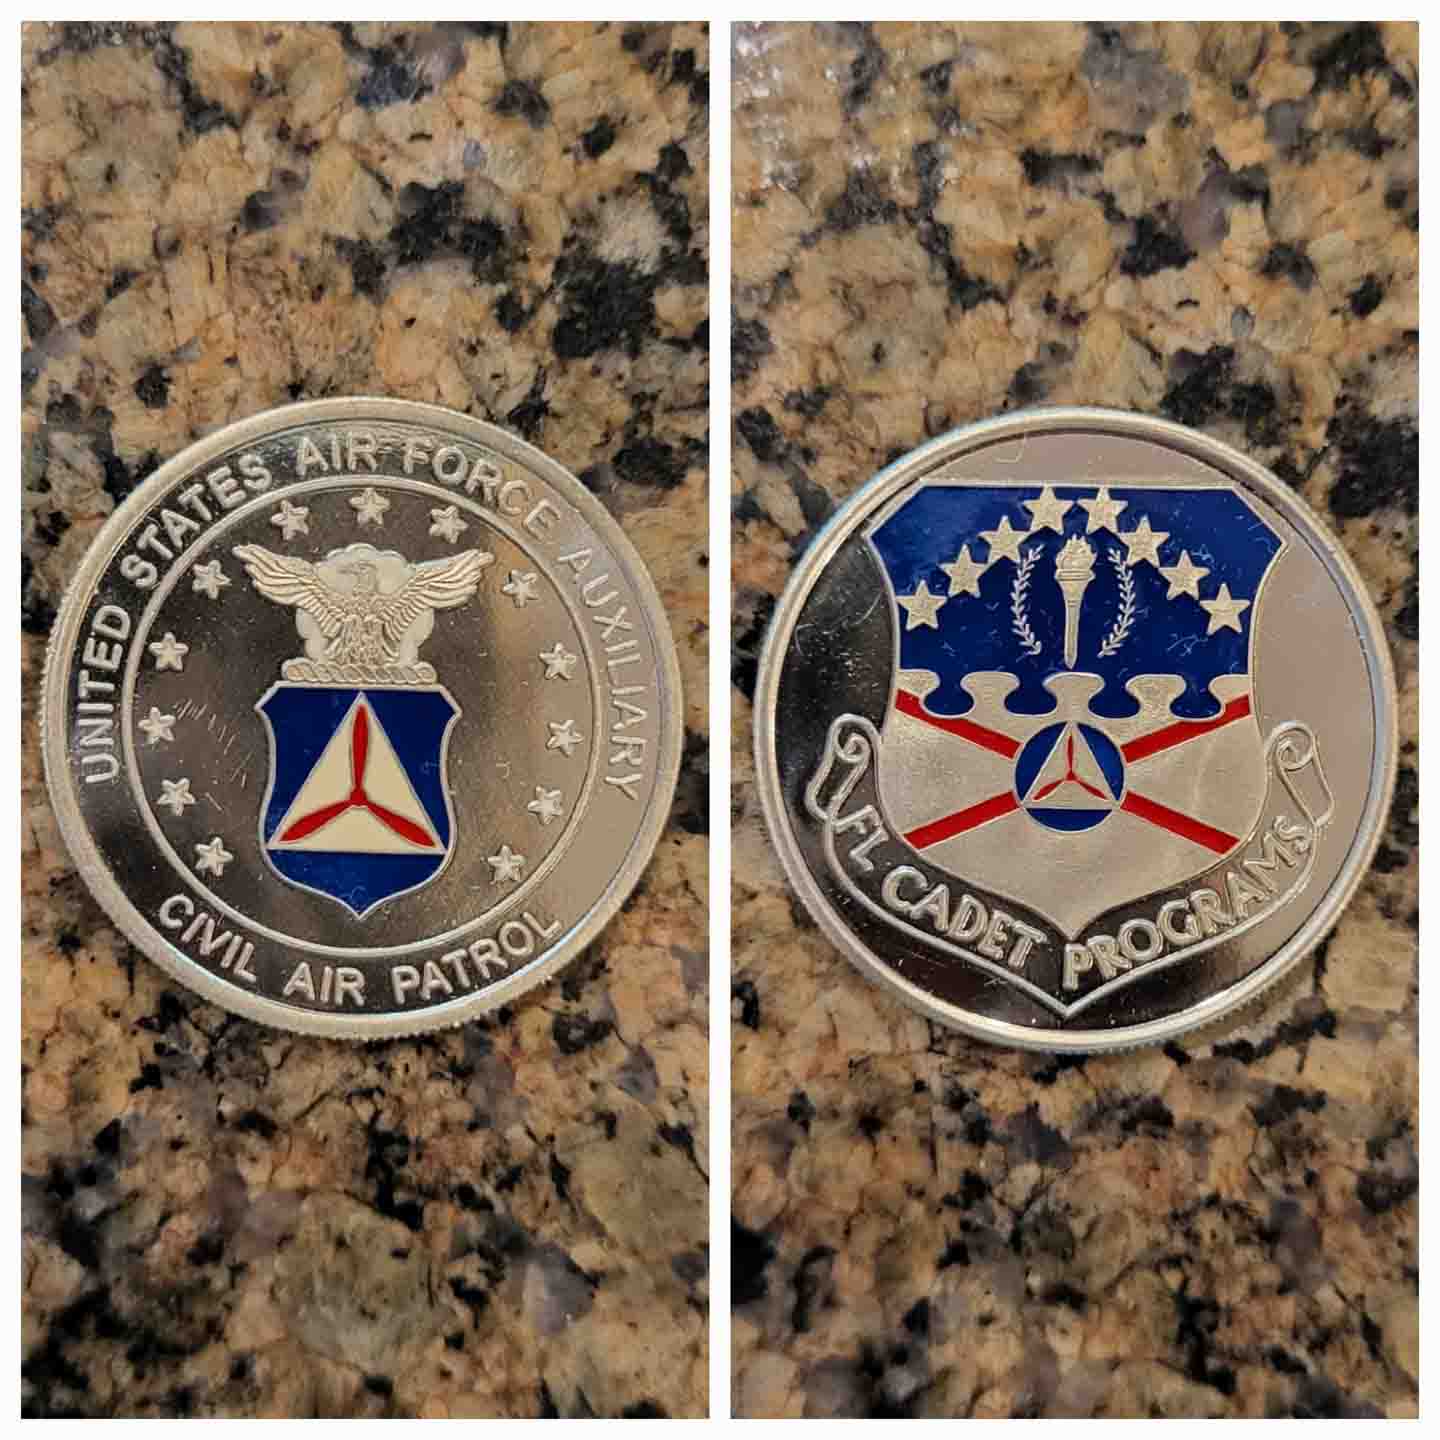 UNITED STATES AIR FORCE AUXILIARY
CIVIL AIR PATROL
FL CADET PROGRAMS